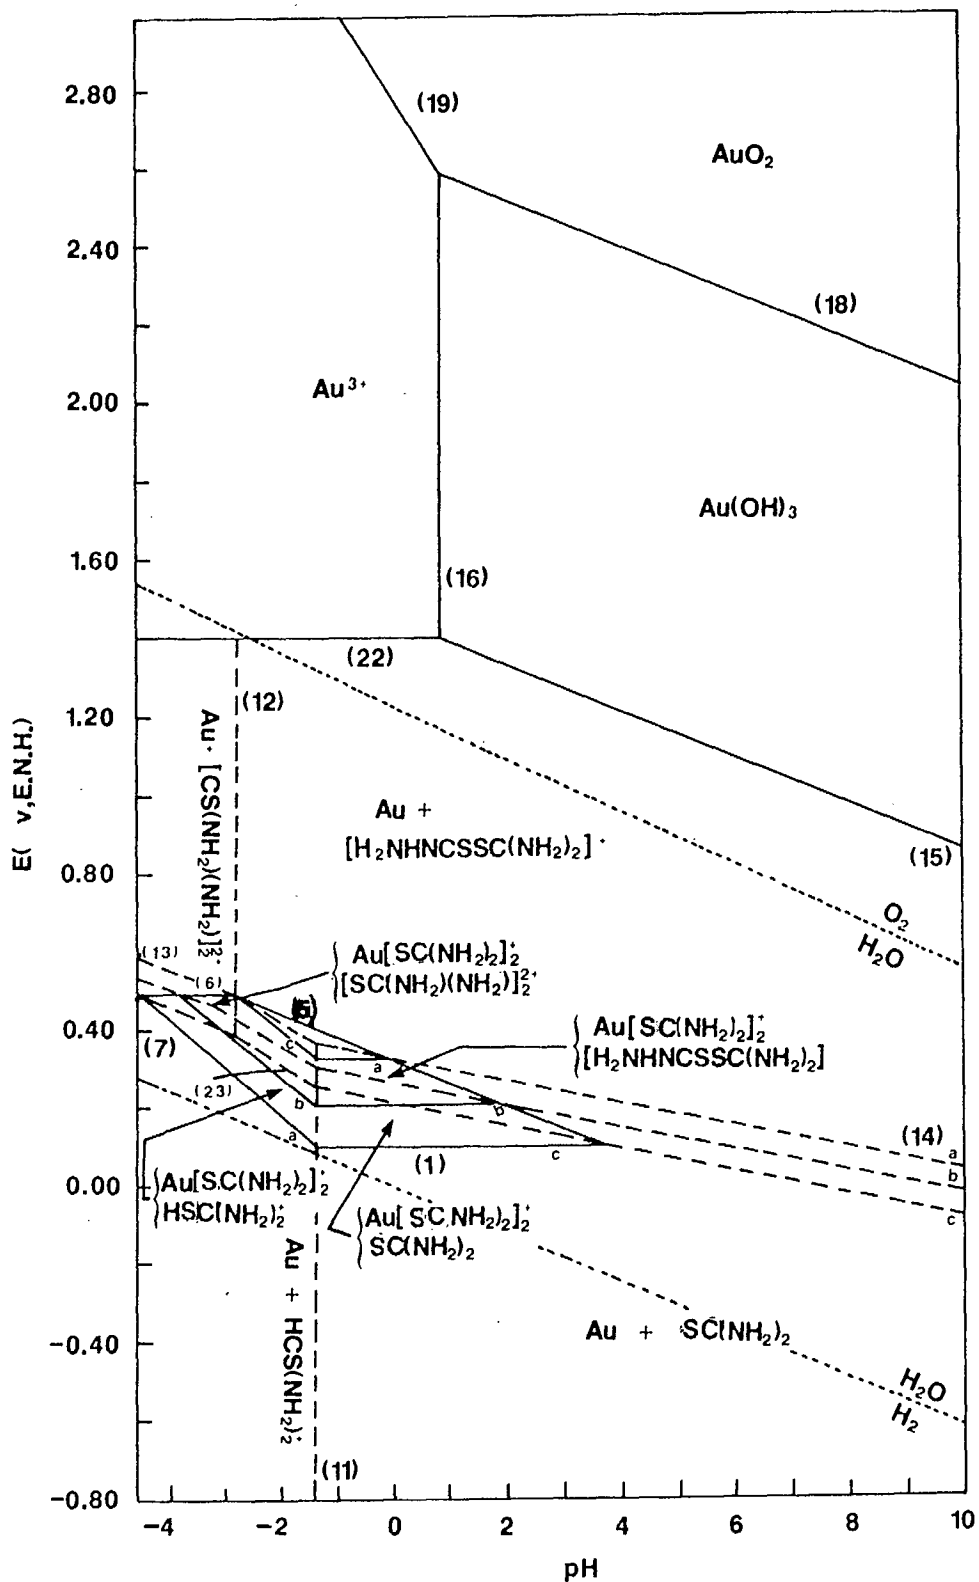 2.80
2.40
2.00
1.60
1.20
0.80
0.40
0.00
-0.40
-0.80
E( v,E.N.H.)
(19)
AuO₂
(18)
Au³⁺
Au(OH)₃
(16)
(22)
(12)
Au· [CS(NH₂)(NH₂)]₂²⁺
Au +
[H₂NHNCSSC(NH₂)₂]⁺
(15)
O₂
H₂O
(13)
(6)
Au[SC(NH₂)₂]₂⁺
[SC(NH₂)(NH₂)]₂²⁺
(5)
Au[SC(NH₂)₂]₂⁺
[H₂NHNCSSC(NH₂)₂]
(7)
c
a
(23)
b
b
a
(1)
c
(14)
a
b
c
Au[SC(NH₂)₂]₂⁺
HSC(NH₂)₂⁺
Au[SC NH₂)₂]₂⁺
SC(NH₂)₂
Au + HCS(NH₂)₂⁺
Au + SC(NH₂)₂
H₂O
H₂
(11)
-4 -2 0 2 4 6 8 10
pH